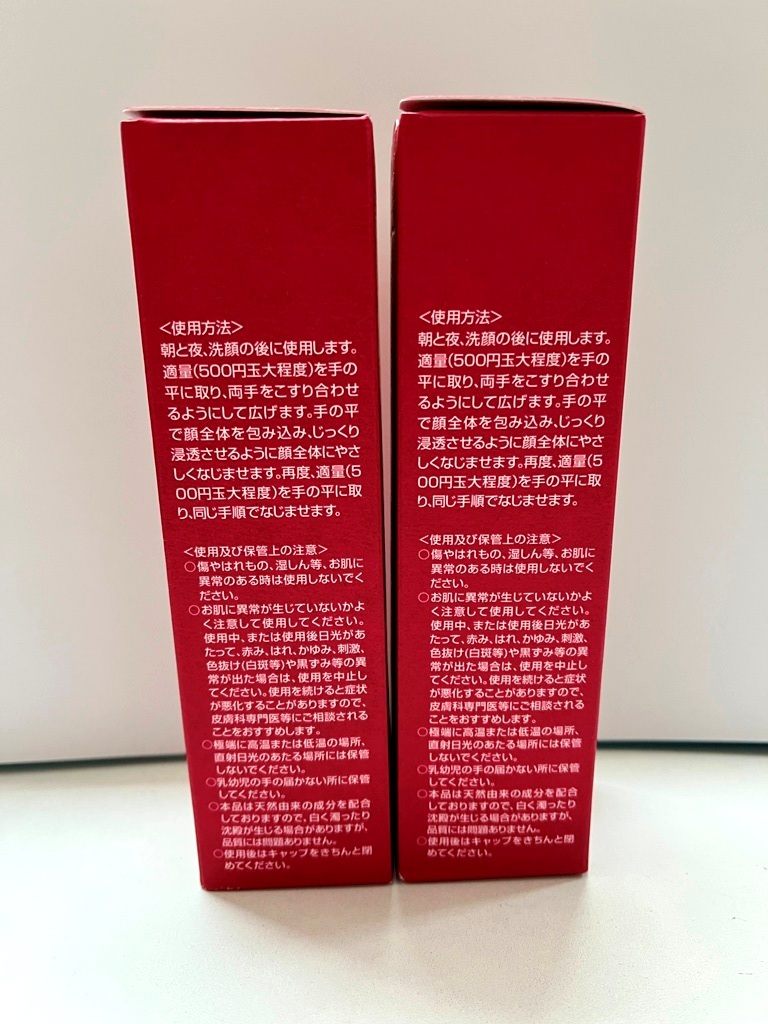 <使用方法>
朝と夜、洗顔の後に使用します。
適量(500円玉大程度)を手の
平に取り、両手をこすり合わせ
るようにして広げます。手の平
で顔全体を包み込み、じっくり
浸透させるように顔全体にやさ
しくなじませます。再度、適量(5
00円玉大程度)を手の平に取
り、同じ手順でなじませます。
<使用及び保管上の注意>
○傷やはれもの、湿しん等、お肌に
異常のある時は使用しないでく
ださい。
○お肌に異常が生じていないかよ
く注意して使用してください。
使用中、または使用後日光があ
たって、赤み、はれ、かゆみ、刺激、
色抜け(白斑等)や黒ずみ等の異
常が出た場合は、使用を中止し
てください。使用を続けると症状
が悪化することがありますので、
皮膚科専門医等にご相談される
ことをおすすめします。
○極端に高温または低温の場所、
直射日光のあたる場所には保管
しないでください。
○乳幼児の手の届かない所に保管
してください。
○本品は天然由来の成分を配合
しておりますので、白く濁ったり
沈殿が生じる場合がありますが、
品質には問題ありません。
○使用後はキャップをきちんと閉
めてください。
<使用方法>
朝と夜、洗顔の後に使用します。
適量(500円玉大程度)を手の
平に取り、両手をこすり合わせ
るようにして広げます。手の平
で顔全体を包み込み、じっくり
浸透させるように顔全体にやさ
しくなじませます。再度、適量(5
00円玉大程度)を手の平に取
り、同じ手順でなじませます。
<使用及び保管上の注意>
○傷やはれもの、湿しん等、お肌に
異常のある時は使用しないでく
ださい。
○お肌に異常が生じていないかよ
く注意して使用してください。
使用中、または使用後日光があ
たって、赤み、はれ、かゆみ、刺激、
色抜け(白斑等)や黒ずみ等の異
常が出た場合は、使用を中止し
てください。使用を続けると症状
が悪化することがありますので、
皮膚科専門医等にご相談される
ことをおすすめします。
○極端に高温または低温の場所、
直射日光のあたる場所には保管
しないでください。
○乳幼児の手の届かない所に保管
してください。
○本品は天然由来の成分を配合
しておりますので、白く濁ったり
沈殿が生じる場合がありますが、
品質には問題ありません。
○使用後はキャップをきちんと閉
めてください。